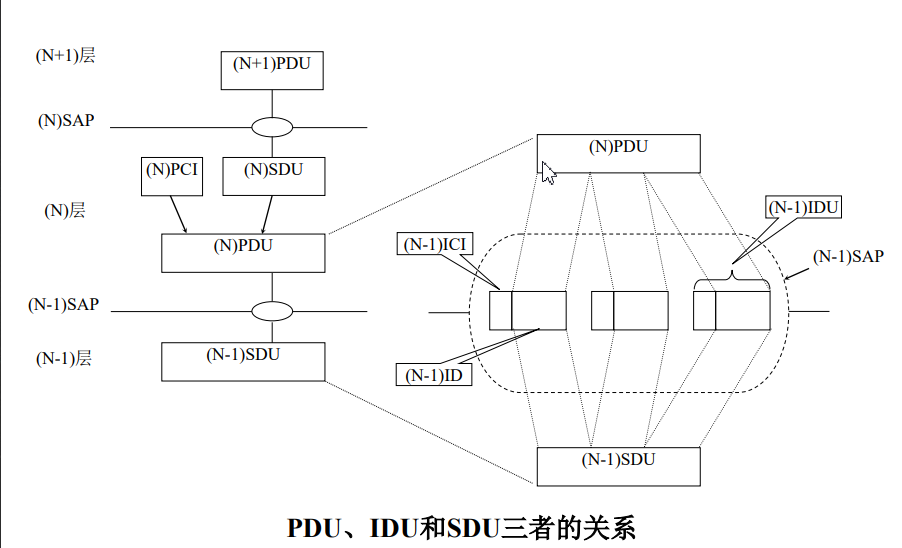 (N+1)层
(N+1)PDU
(N)SAP
(N)PCI
(N)SDU
(N)层
(N)PDU
(N-1)SAP
(N-1)层
(N-1)SDU
(N)PDU
(N-1)IDU
(N-1)ICI
(N-1)SAP
(N-1)ID
(N-1)SDU
PDU、IDU和SDU三者的关系